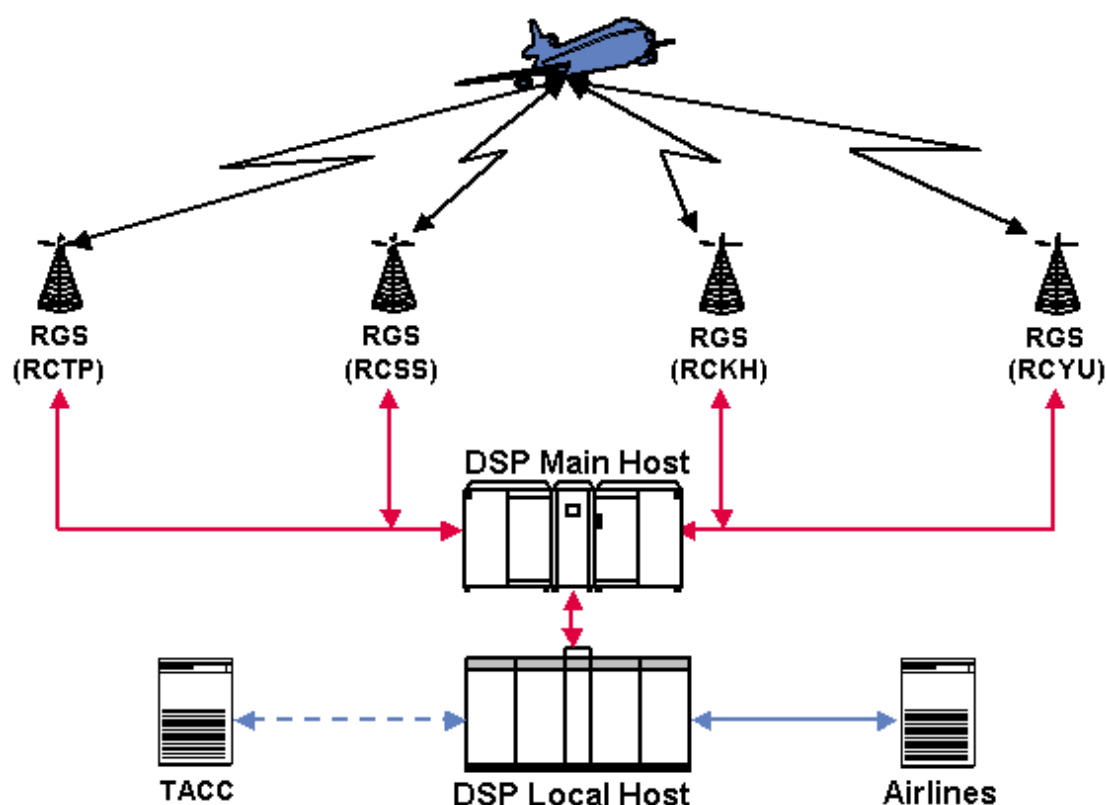 RGS
(RCTP)
RGS
(RCSS)
RGS
(RCKH)
RGS
(RCYU)
DSP Main Host
TACC
DSP Local Host
Airlines